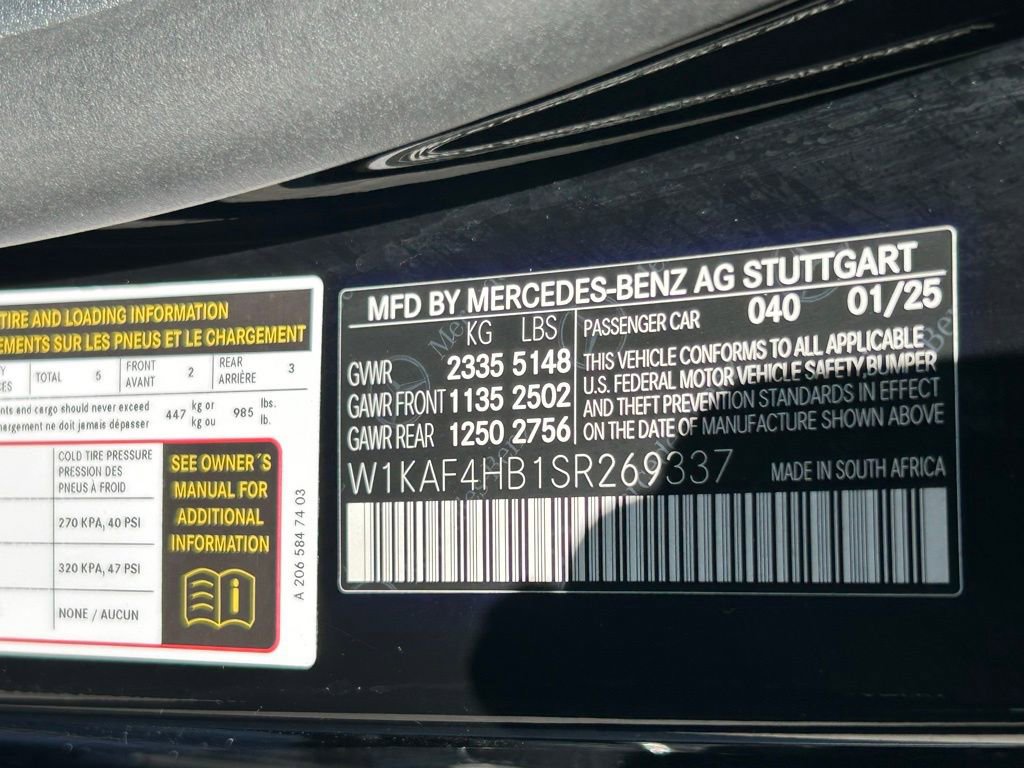 TIRE AND LOADING INFORMATION
EMENTS SUR LES PNEUS ET LE CHARGEMENT
TOTAL 5 FRONT AVANT 2 REAR ARRIÈRE 3
and cargo should never exceed
argement ne doit jamais dépasser
447 kg or kg ou 985 lbs. lb.
COLD TIRE PRESSURE
PRESSION DES
PNEUS À FROID
270 KPA, 40 PSI
320 KPA, 47 PSI
NONE / AUCUN
SEE OWNER´S
MANUAL FOR
ADDITIONAL
INFORMATION
A 206 584 74 03
MFD BY MERCEDES-BENZ AG STUTTGART
KG LBS
GWR 2335 5148
GAWR FRONT 1135 2502
GAWR REAR 1250 2756
PASSENGER CAR 040 01/25
THIS VEHICLE CONFORMS TO ALL APPLICABLE
U.S. FEDERAL MOTOR VEHICLE SAFETY,BUMPER
AND THEFT PREVENTION STANDARDS IN EFFECT
ON THE DATE OF MANUFACTURE SHOWN ABOVE
W1KAF4HB1SR269337 MADE IN SOUTH AFRICA